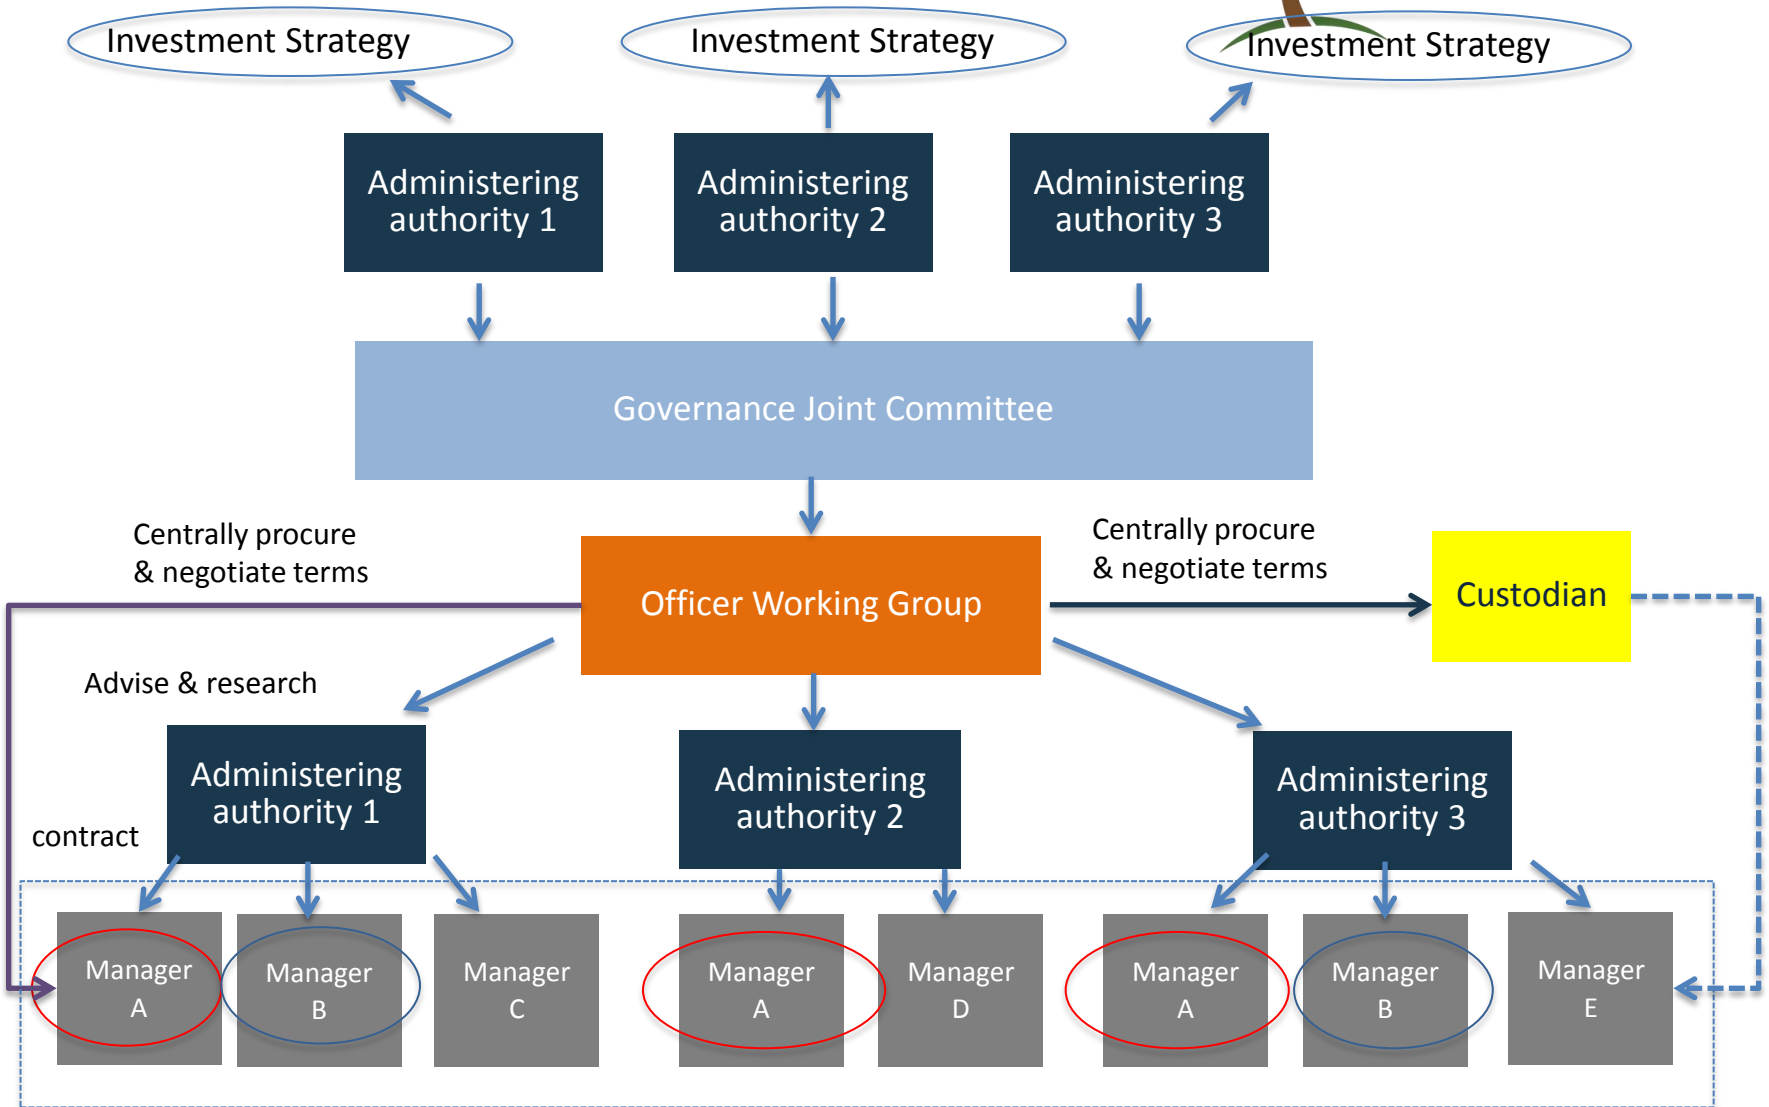 Investment Strategy
Investment Strategy
Investment Strategy
Administering
authority 1
Administering
authority 2
Administering
authority 3
Governance Joint Committee
Centrally procure
& negotiate terms
Officer Working Group
Centrally procure
& negotiate terms
Custodian
Advise & research
Administering
authority 1
Administering
authority 2
Administering
authority 3
contract
Manager
A
Manager
B
Manager
C
Manager
A
Manager
D
Manager
A
Manager
B
Manager
E